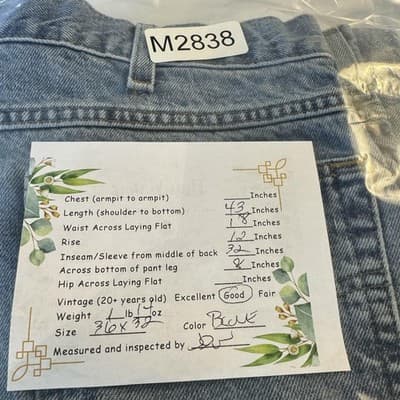 M2838
Chest (armpit to armpit) Inches
Length (shoulder to bottom) 43 Inches
Waist Across Laying Flat 18 Inches
Rise 12 Inches
Inseam/Sleeve from middle of back 32 Inches
Across bottom of pant leg 8 Inches
Hip Across Laying Flat Inches
Vintage (20+ years old) Excellent Good Fair
Weight 1 lb 14 oz
Size 36x32 Color BLUE
Measured and inspected by